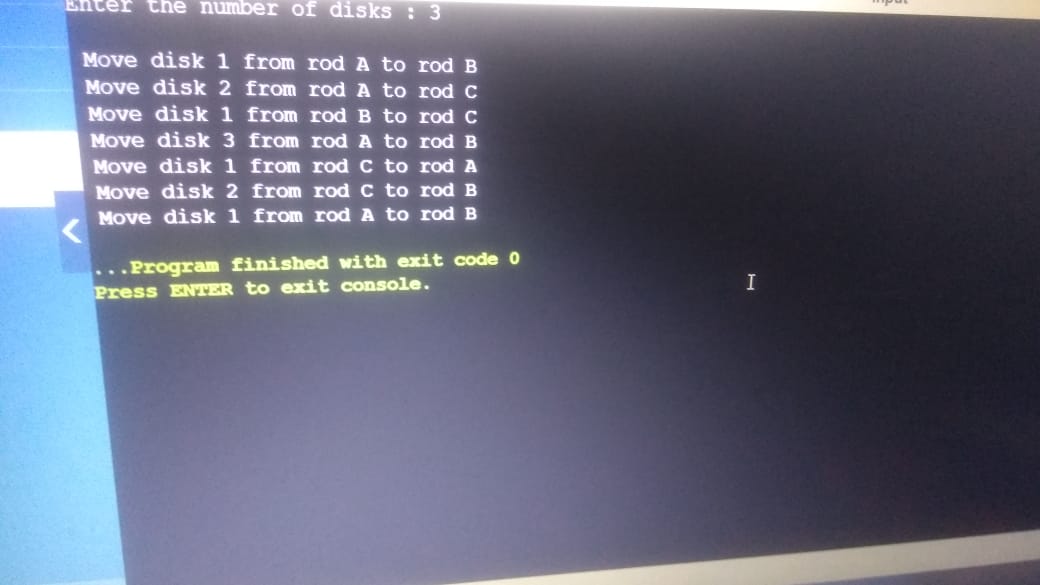 input
Enter the number of disks : 3
Move disk 1 from rod A to rod B
Move disk 2 from rod A to rod C
Move disk 1 from rod B to rod C
Move disk 3 from rod A to rod B
Move disk 1 from rod C to rod A
Move disk 2 from rod C to rod B
Move disk 1 from rod A to rod B
...Program finished with exit code 0
Press ENTER to exit console.